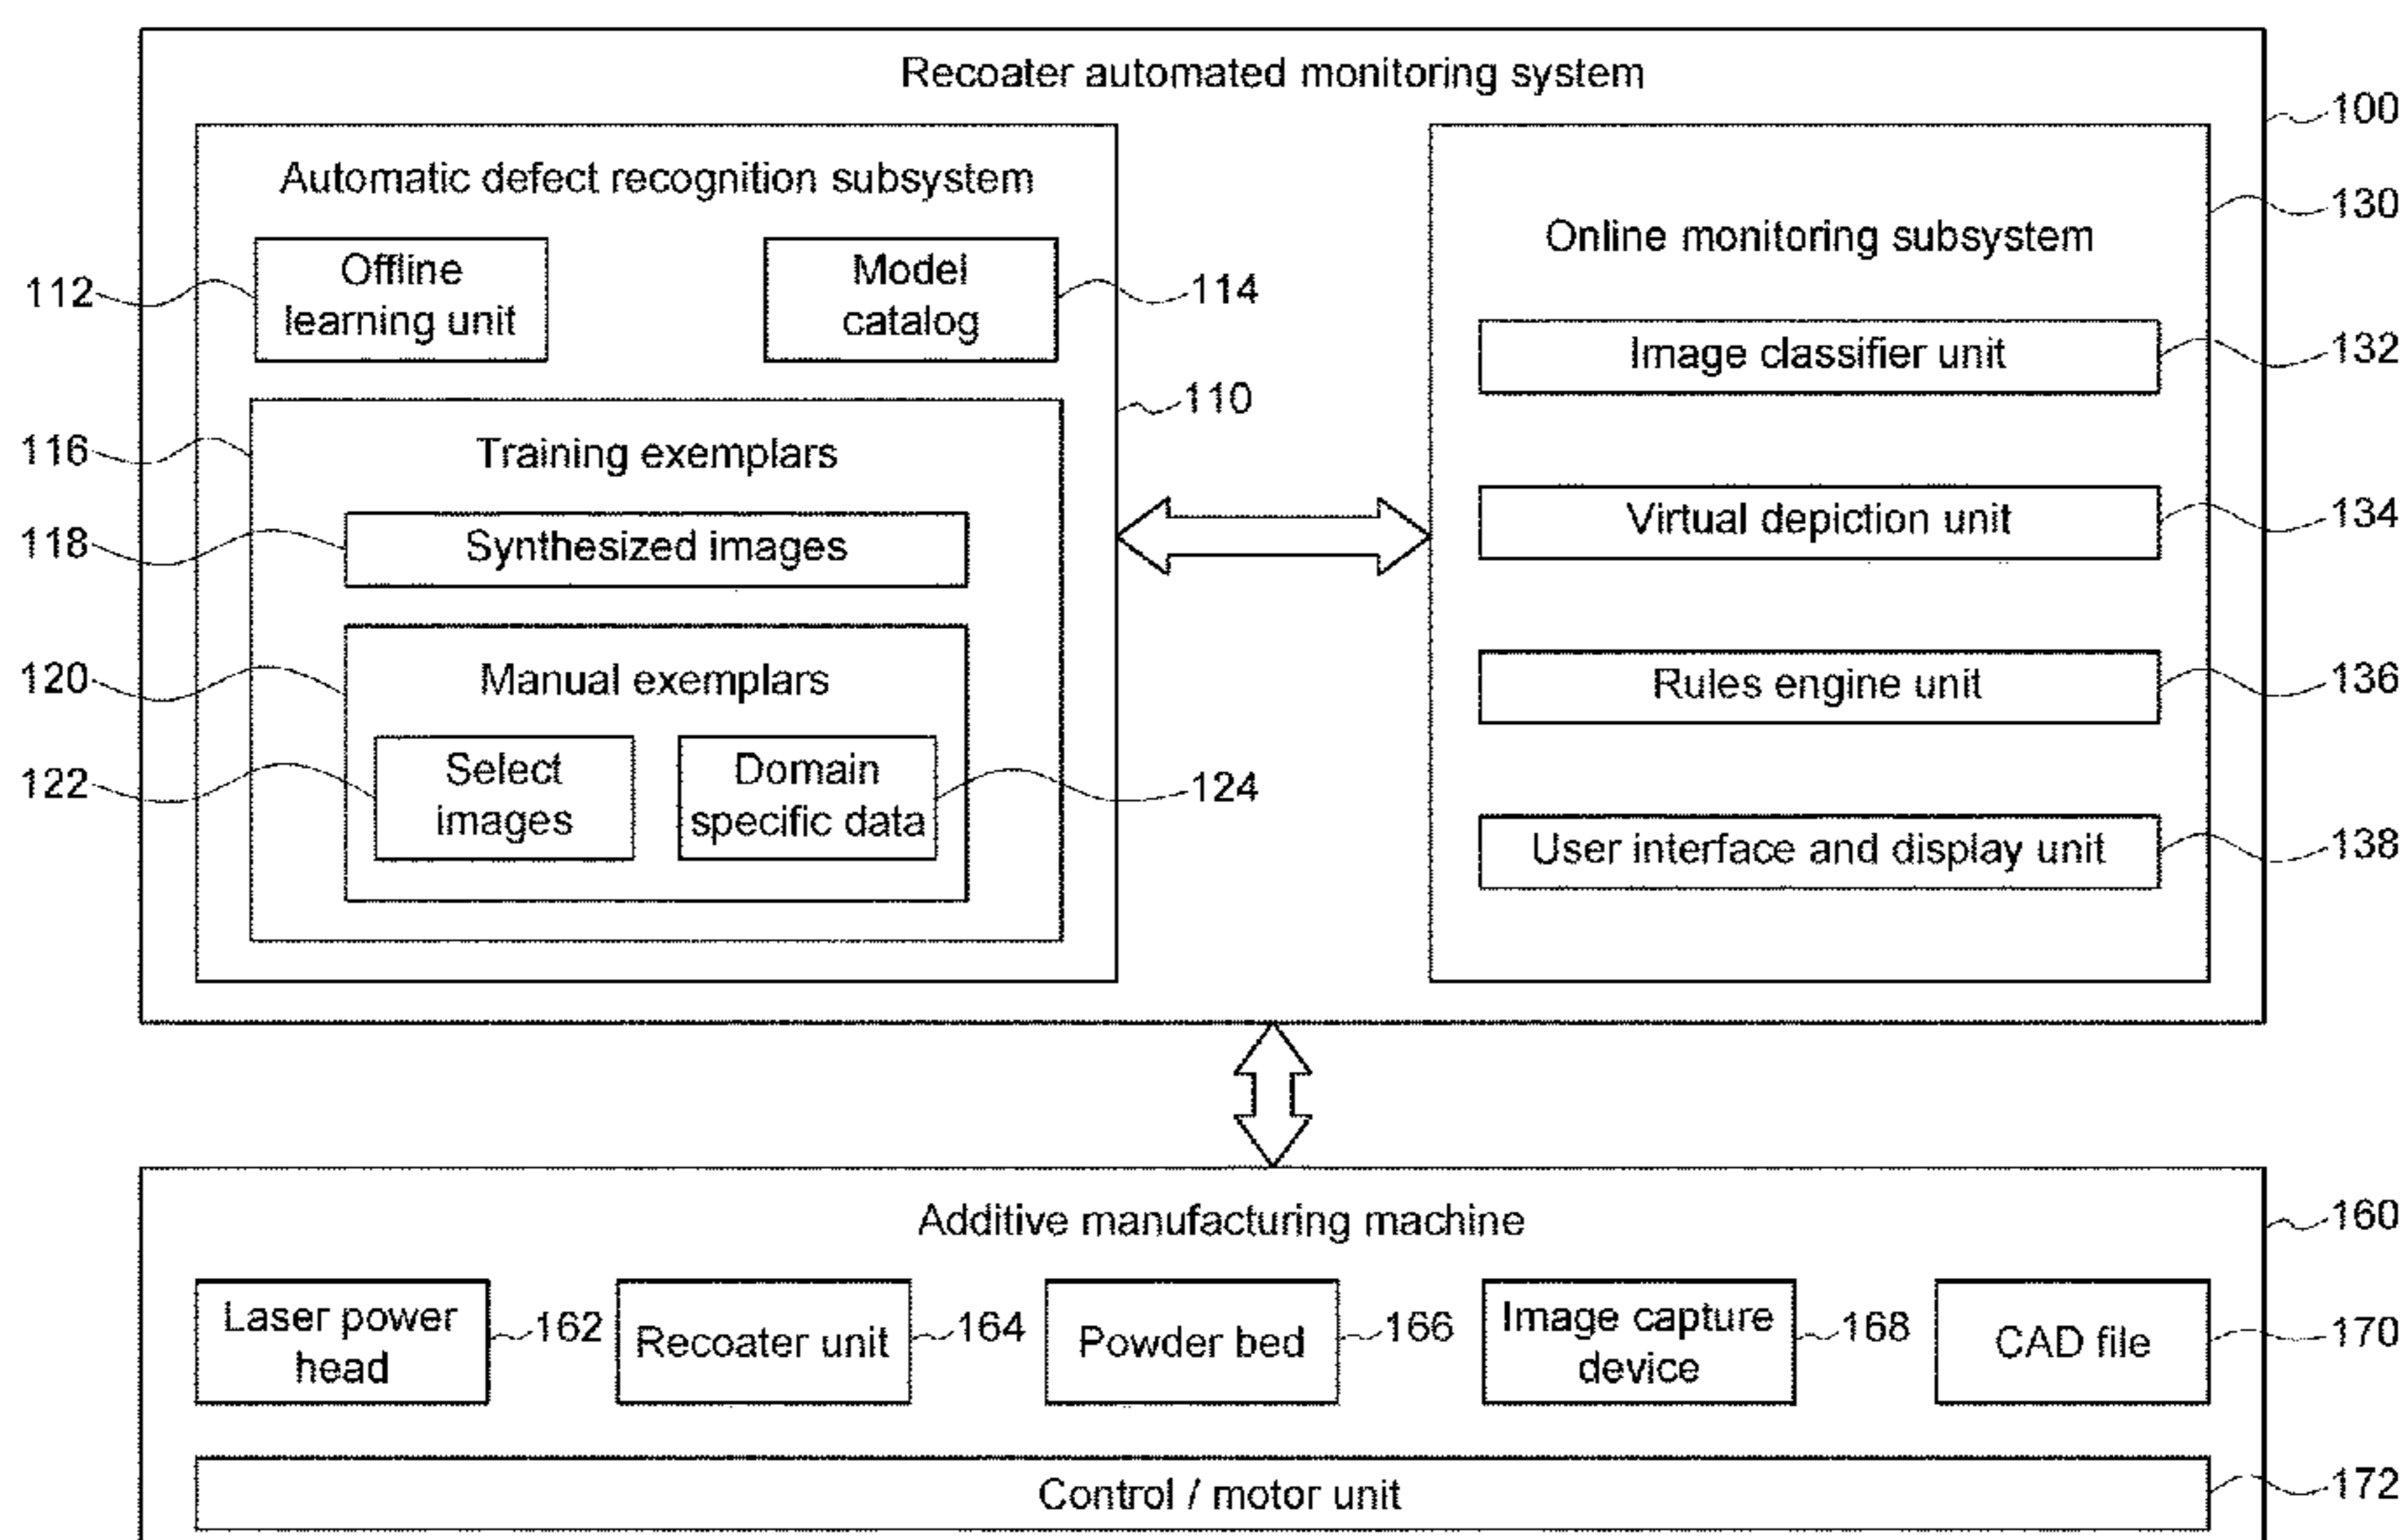 Recoater automated monitoring system
100
Automatic defect recognition subsystem
Offline
learning unit
112
Model
catalog
114
110
Training exemplars
116
Synthesized images
118
Manual exemplars
120
Select
images
122
Domain
specific data
124
Online monitoring subsystem
130
Image classifier unit
132
Virtual depiction unit
134
Rules engine unit
136
User interface and display unit
138
Additive manufacturing machine
160
Laser power
head
162
Recoater unit
164
Powder bed
166
Image capture
device
168
CAD file
170
Control / motor unit
172